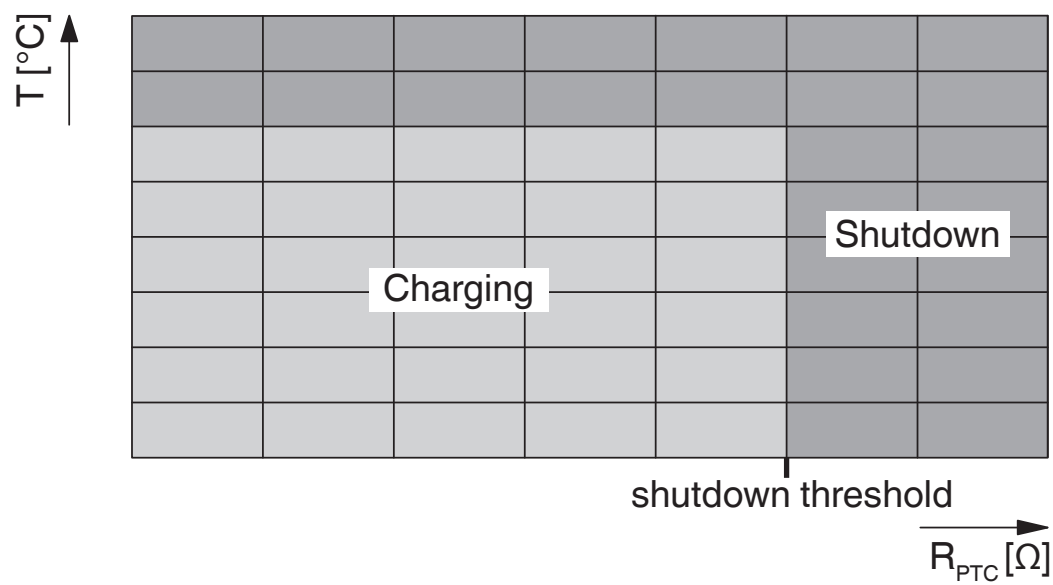 T [°C]
Shutdown
Charging
shutdown threshold
R_PTC [Ω]